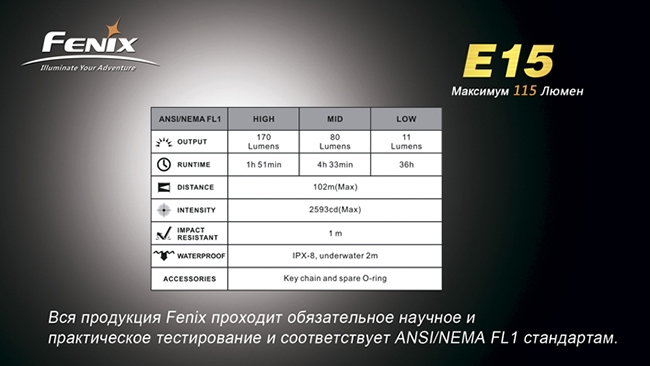 FENIX
Illuminate Your Adventure
E15
Максимум 115 Люмен
ANSI/NEMA FL1 HIGH MID LOW
OUTPUT 170 Lumens 80 Lumens 11 Lumens
RUNTIME 1h 51min 4h 33min 36h
DISTANCE 102m(Max)
INTENSITY 2593cd(Max)
IMPACT RESISTANT 1 m
WATERPROOF IPX-8, underwater 2m
ACCESSORIES Key chain and spare O-ring
Вся продукция Fenix проходит обязательное научное и
практическое тестирование и соответствует ANSI/NEMA FL1 стандартам.